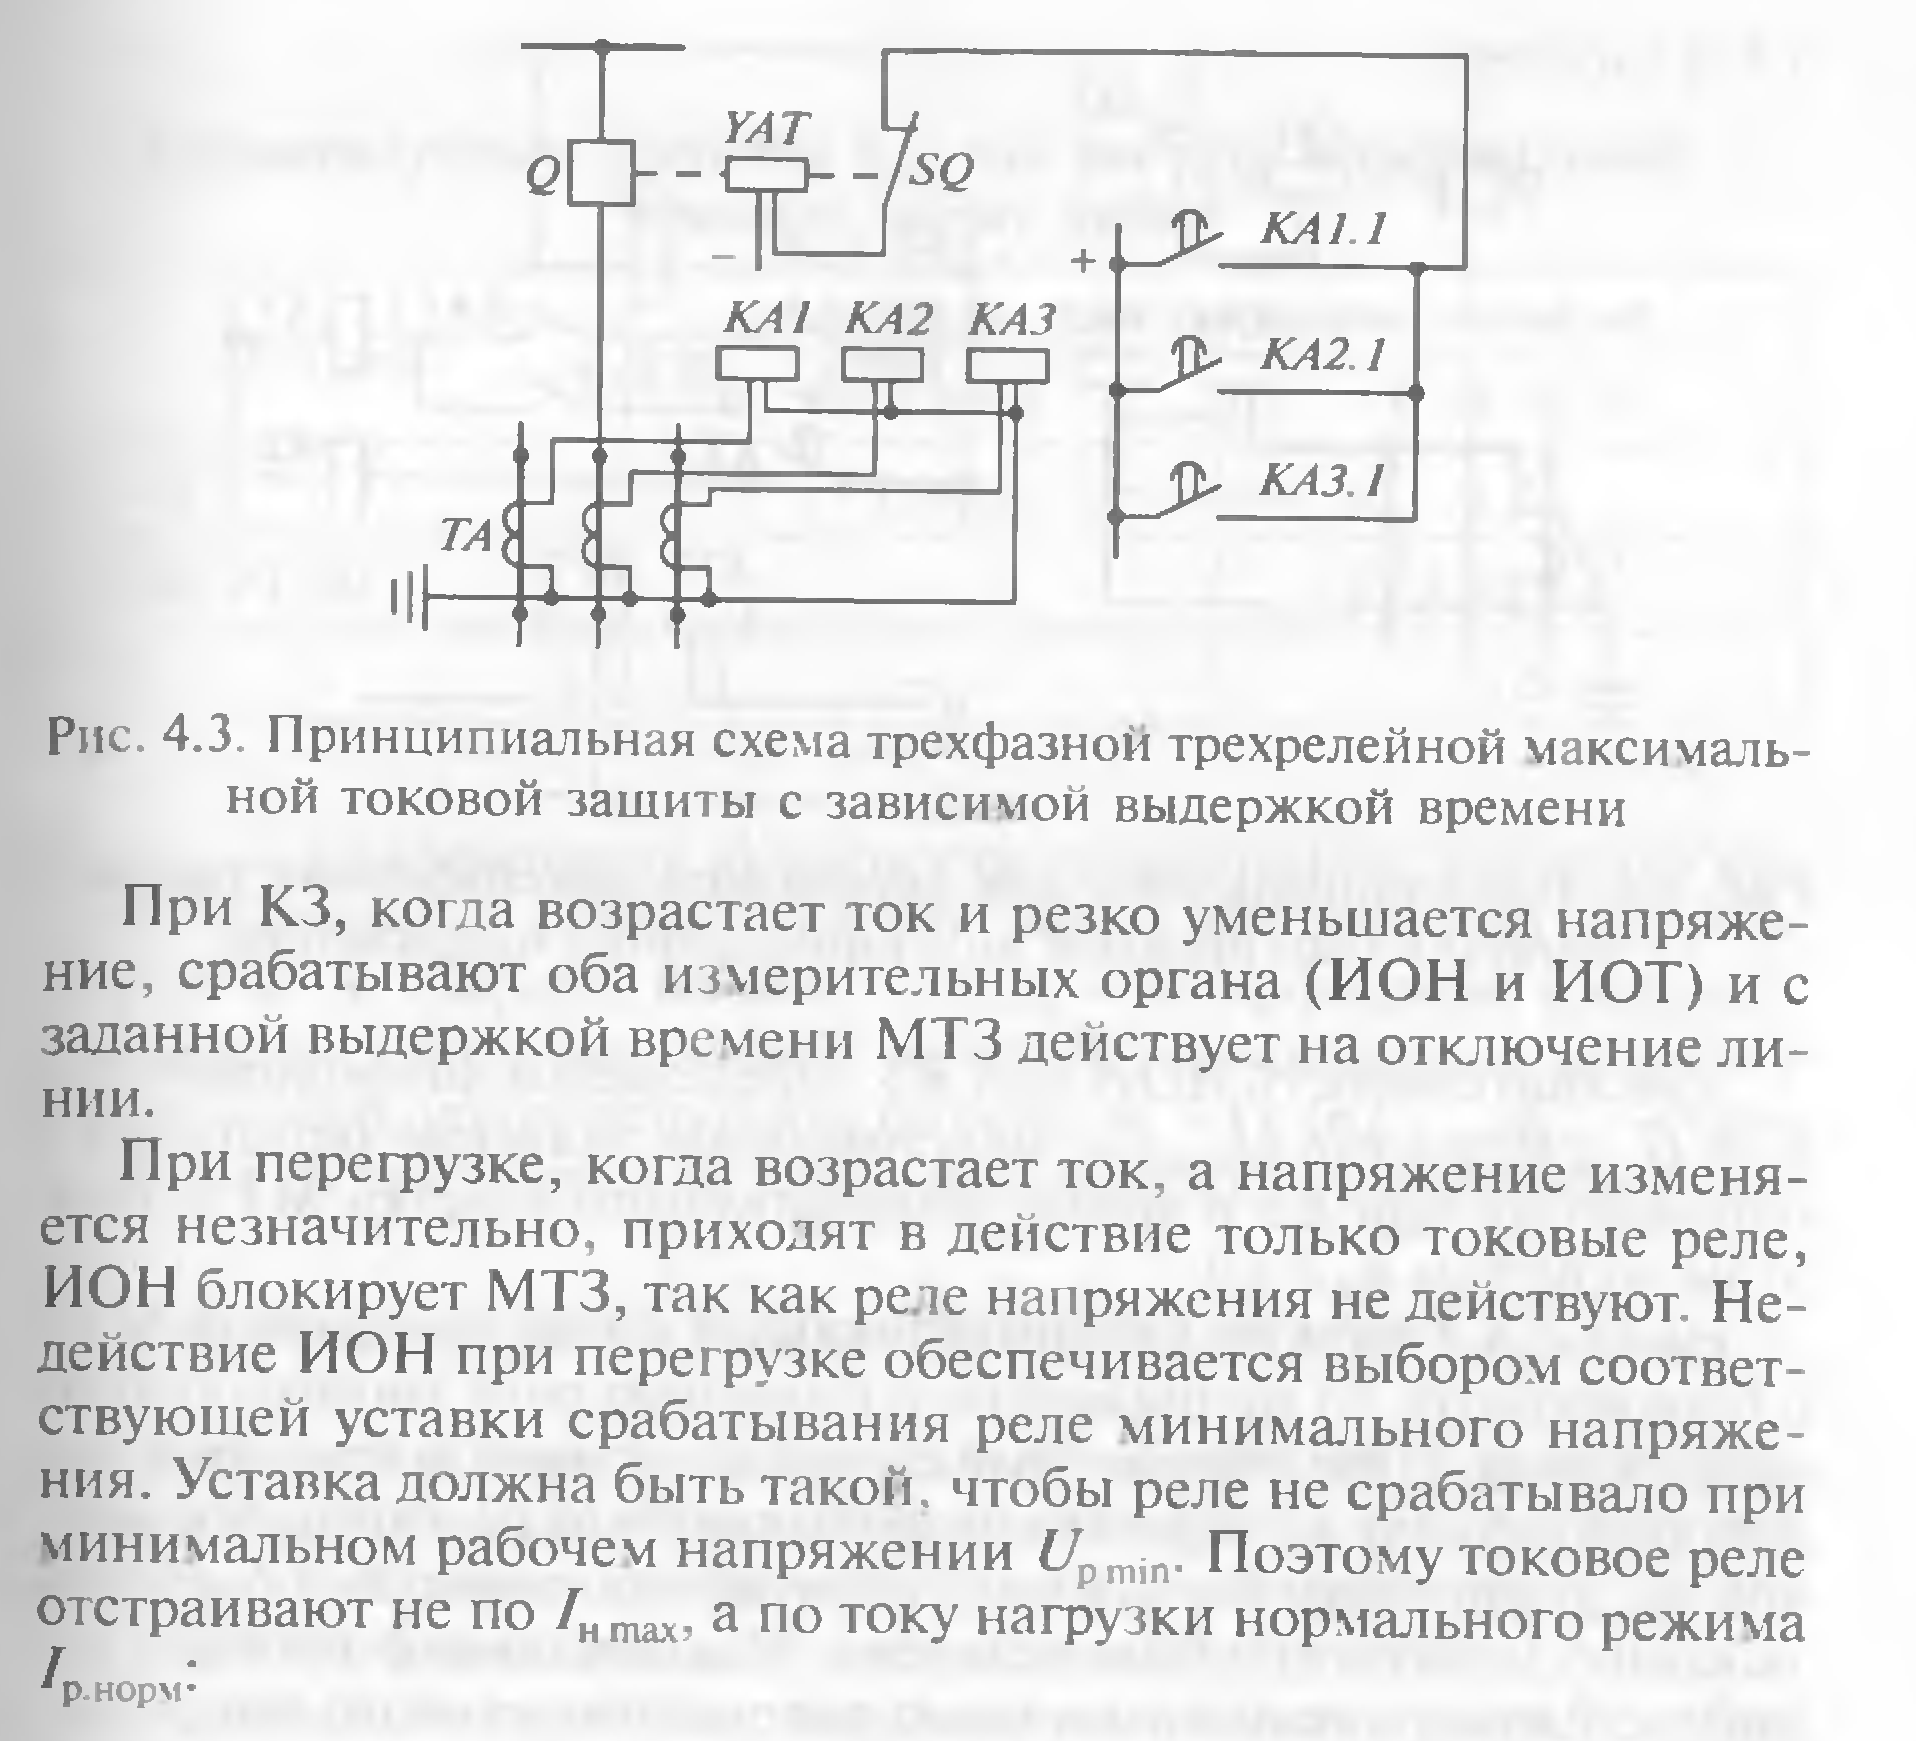 YAT
Q
SQ
–
+
KA1.1
KA1 KA2 KA3
KA2.1
KA3.1
TA
Рис. 4.3. Принципиальная схема трехфазной трехрелейной максималь-
ной токовой защиты с зависимой выдержкой времени
При КЗ, когда возрастает ток и резко уменьшается напряже-
ние, срабатывают оба измерительных органа (ИОН и ИОТ) и с
заданной выдержкой времени МТЗ действует на отключение ли-
нии.
При перегрузке, когда возрастает ток, а напряжение изменя-
ется незначительно, приходят в действие только токовые реле,
ИОН блокирует МТЗ, так как реле напряжения не действуют. Не-
действие ИОН при перегрузке обеспечивается выбором соответ-
ствующей уставки срабатывания реле минимального напряже-
ния. Уставка должна быть такой, чтобы реле не срабатывало при
минимальном рабочем напряжении U р min. Поэтому токовое реле
отстраивают не по I н max, а по току нагрузки нормального режима
I р.норм: